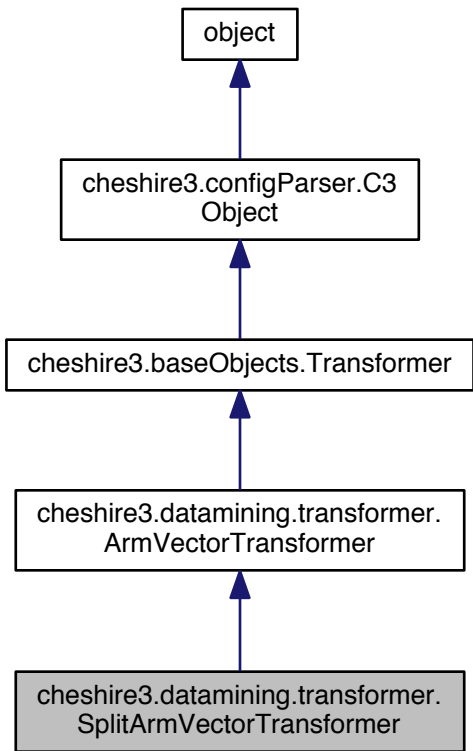 object
cheshire3.configParser.C3
Object
cheshire3.baseObjects.Transformer
cheshire3.datamining.transformer.
ArmVectorTransformer
cheshire3.datamining.transformer.
SplitArmVectorTransformer